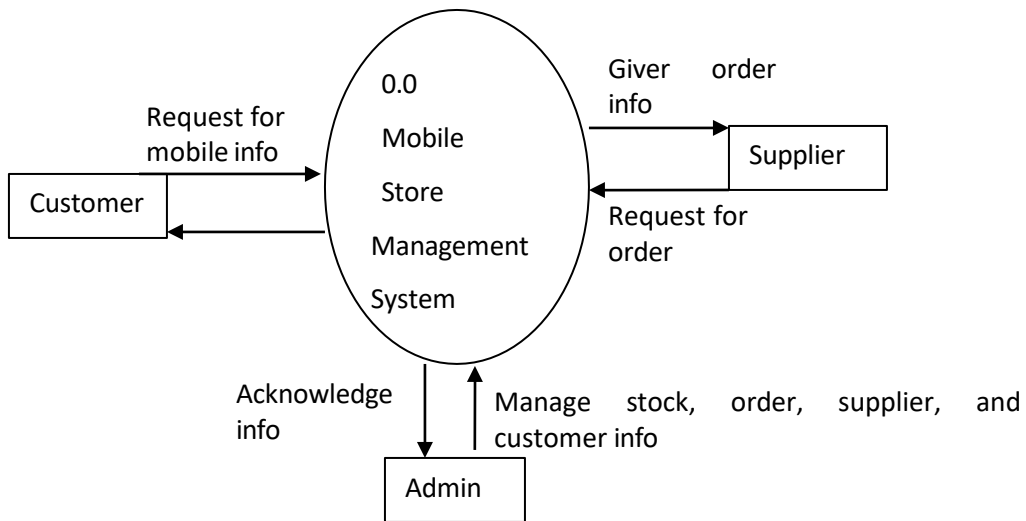 0.0
Mobile
Store
Management
System
Request for
mobile info
Customer
Giver order
info
Supplier
Request for
order
Acknowledge
info
Manage stock, order, supplier, and
customer info
Admin